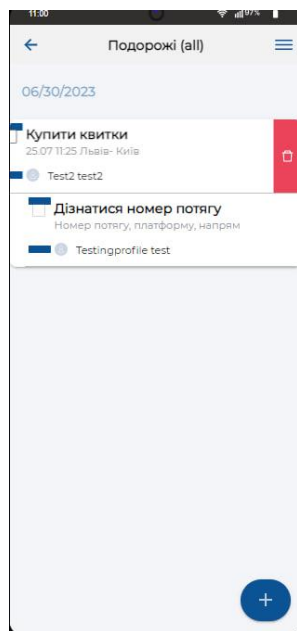 11:00
97%
Подорожі (all)
06/30/2023
Купити квитки
25.07 11:25 Львів- Київ
Test2 test2
Дізнатися номер потягу
Номер потягу, платформу, напрям
Testingprofile test
+